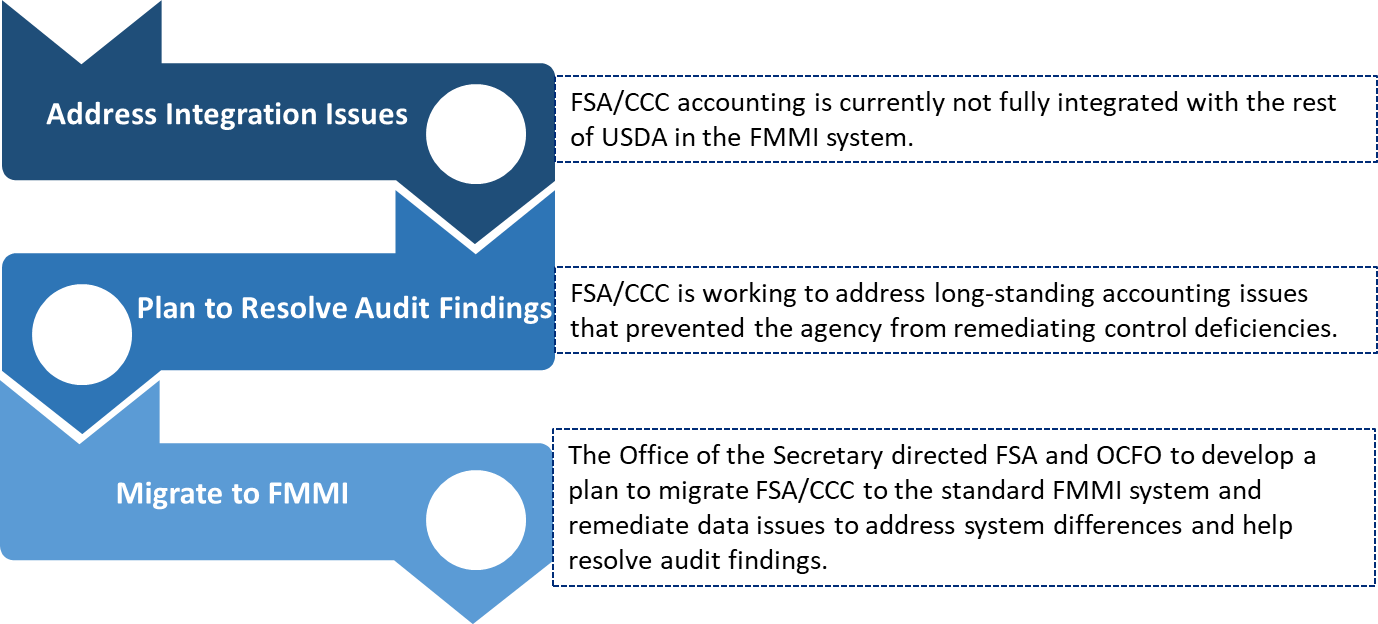 Address Integration Issues
FSA/CCC accounting is currently not fully integrated with the rest
of USDA in the FMMI system.
Plan to Resolve Audit Findings
FSA/CCC is working to address long-standing accounting issues
that prevented the agency from remediating control deficiencies.
Migrate to FMMI
The Office of the Secretary directed FSA and OCFO to develop a
plan to migrate FSA/CCC to the standard FMMI system and
remediate data issues to address system differences and help
resolve audit findings.